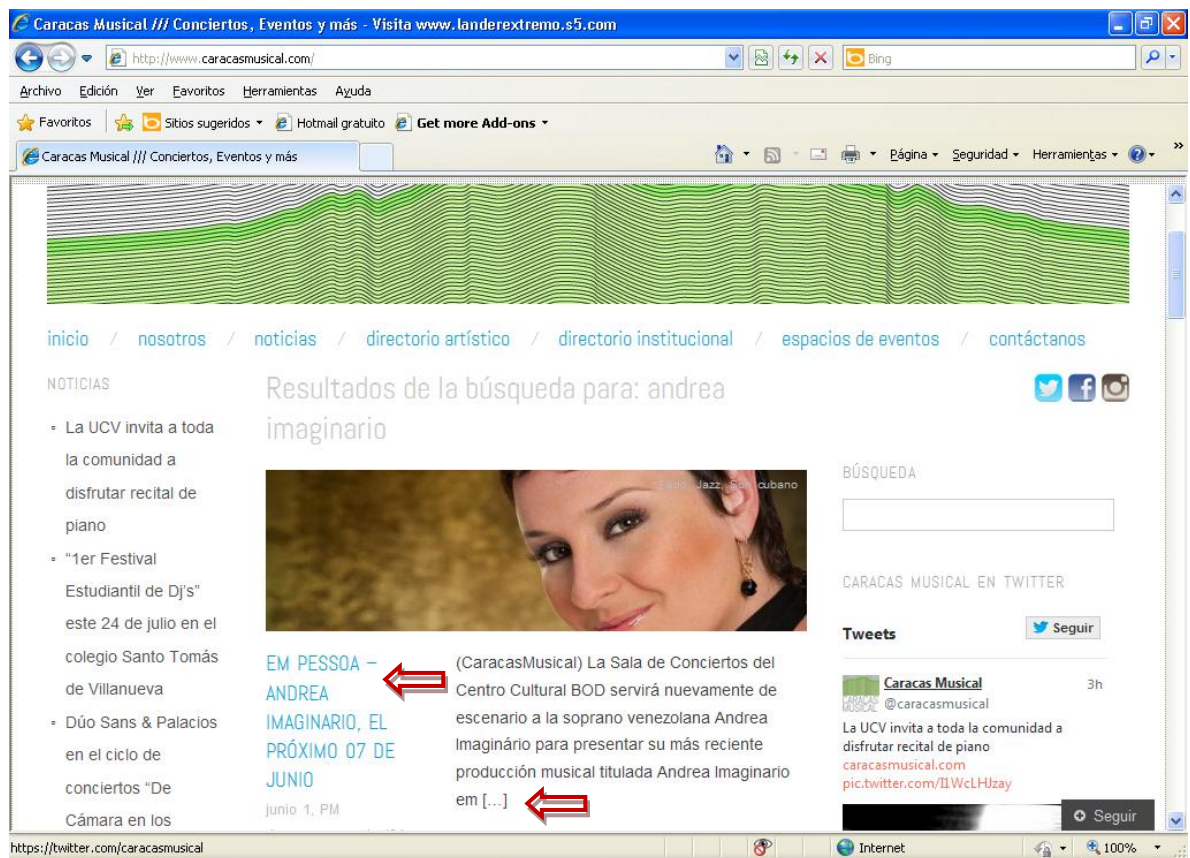 Caracas Musical /// Conciertos, Eventos y más - Visita www.landerextremo.s5.com
http://www.caracasmusical.com/
Bing
Archivo Edición Ver Favoritos Herramientas Ayuda
Favoritos Sitios sugeridos Hotmail gratuito Get more Add-ons
Caracas Musical /// Conciertos, Eventos y más
Página Seguridad Herramientas
inicio / nosotros / noticias / directorio artístico / directorio institucional / espacios de eventos / contáctanos
NOTICIAS
La UCV invita a toda
la comunidad a
disfrutar recital de
piano
“1er Festival
Estudiantil de Dj's”
este 24 de julio en el
colegio Santo Tomás
de Villanueva
Dúo Sans & Palacios
en el ciclo de
conciertos “De
Cámara en los
Resultados de la búsqueda para: andrea
imaginario
Fado, Jazz, Son cubano
EM PESSOA –
ANDREA
IMAGINARIO, EL
PRÓXIMO 07 DE
JUNIO
junio 1, PM
(CaracasMusical) La Sala de Conciertos del
Centro Cultural BOD servirá nuevamente de
escenario a la soprano venezolana Andrea
Imaginário para presentar su más reciente
producción musical titulada Andrea Imaginario
em [...]
BÚSQUEDA
CARACAS MUSICAL EN TWITTER
Tweets
Seguir
CARACAS
MUSICAL
Caracas Musical 3h
@caracasmusical
La UCV invita a toda la comunidad a
disfrutar recital de piano
caracasmusical.com
pic.twitter.com/I1WcLHJzay
Seguir
https://twitter.com/caracasmusical
Internet
100%